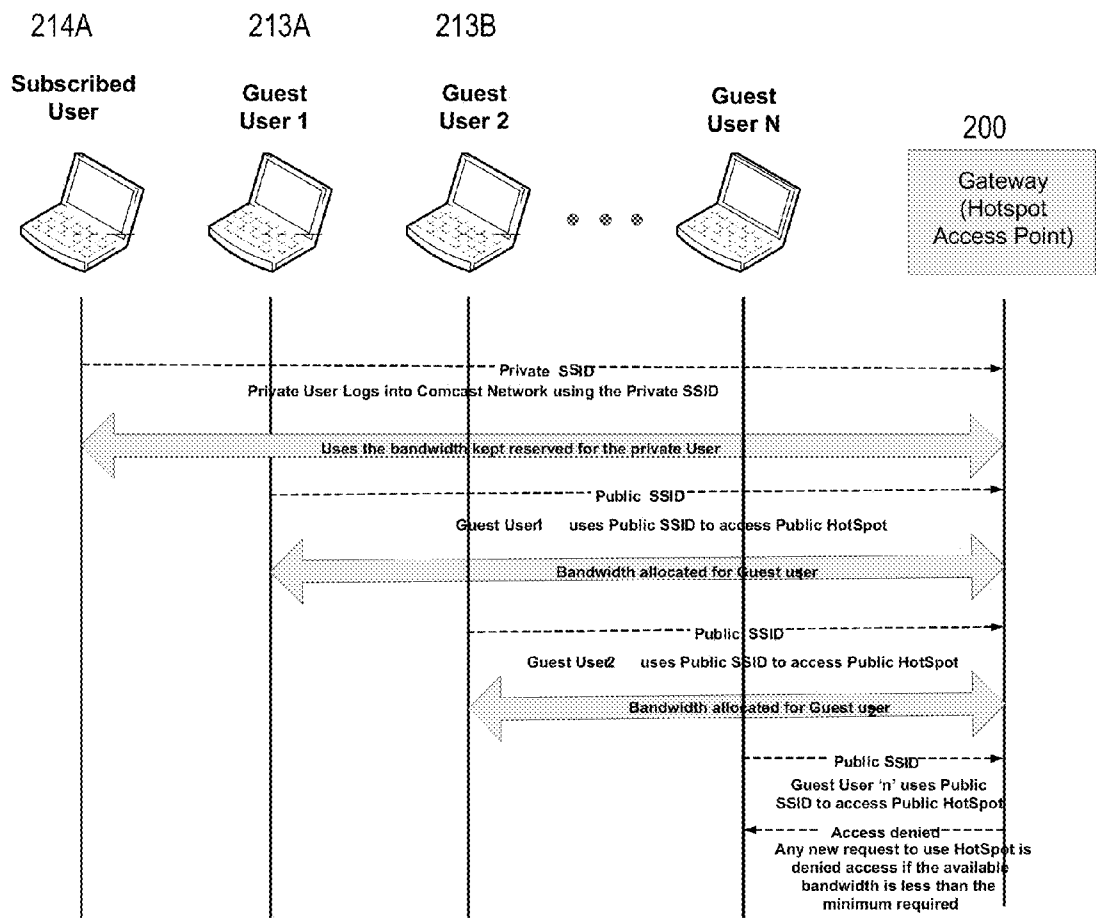 214A 213A 213B
Subscribed
User
Guest
User 1
Guest
User 2
Guest
User N
200
Gateway
(Hotspot
Access Point)
Private SSID
Private User Logs into Comcast Network using the Private SSID
Uses the bandwidth kept reserved for the private User
Public SSID
Guest User1 uses Public SSID to access Public HotSpot
Bandwidth allocated for Guest user 1
Public SSID
Guest User2 uses Public SSID to access Public HotSpot
Bandwidth allocated for Guest user 2
Public SSID
Guest User 'n' uses Public
SSID to access Public HotSpot
Access denied
Any new request to use HotSpot is
denied access if the available
bandwidth is less than the
minimum required